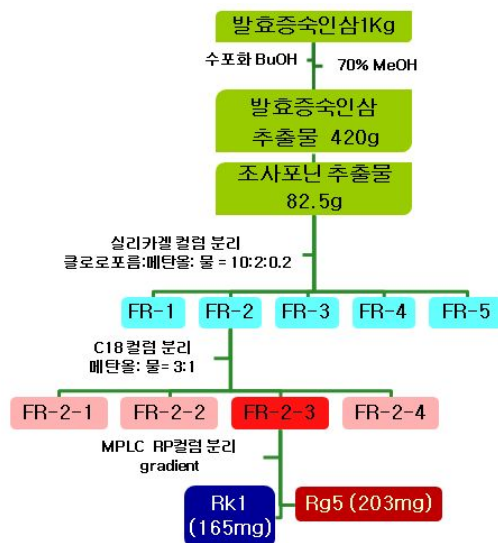 발효증숙인삼1Kg
수포화 BuOH
70% MeOH
발효증숙인삼
추출물 420g
조사포닌 추출물
82.5g
실리카겔 컬럼 분리
클로로포름:메탄올: 물 = 10:2:0.2
FR-1 FR-2 FR-3 FR-4 FR-5
C18 컬럼 분리
메탄올: 물= 3:1
FR-2-1 FR-2-2 FR-2-3 FR-2-4
MPLC RP컬럼 분리
gradient
Rk1
(165mg)
Rg5 (203mg)